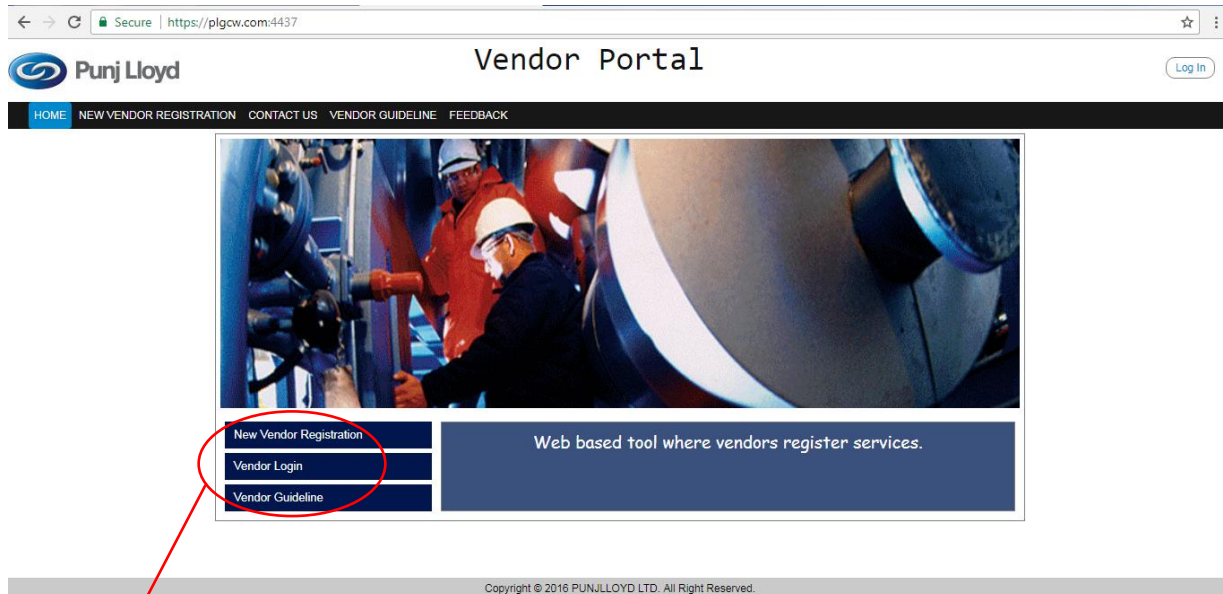 Secure | https://plgcw.com:4437
Punj Lloyd
Vendor Portal
Log In
HOME NEW VENDOR REGISTRATION CONTACT US VENDOR GUIDELINE FEEDBACK
New Vendor Registration
Vendor Login
Vendor Guideline
Web based tool where vendors register services.
Copyright © 2016 PUNJLLOYD LTD. All Right Reserved.